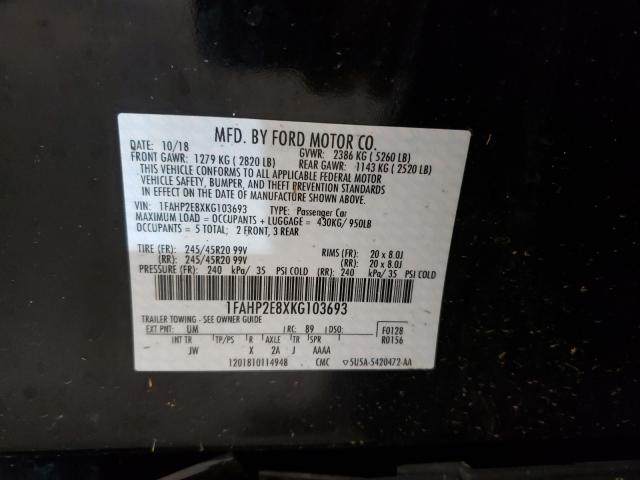 MFD. BY FORD MOTOR CO.
DATE: 10/18 GVWR: 2386 KG ( 5260 LB)
FRONT GAWR: 1279 KG ( 2820 LB) REAR GAWR: 1143 KG ( 2520 LB)
THIS VEHICLE CONFORMS TO ALL APPLICABLE FEDERAL MOTOR
VEHICLE SAFETY, BUMPER, AND THEFT PREVENTION STANDARDS
IN EFFECT ON THE DATE OF MANUFACTURE SHOWN ABOVE.
VIN: 1FAHP2E8XKG103693 TYPE: Passenger Car
MAXIMUM LOAD = OCCUPANTS + LUGGAGE = 430KG/ 950LB
OCCUPANTS = 5 TOTAL; 2 FRONT, 3 REAR
TIRE (FR): 245/45R20 99V RIMS (FR): 20 x 8.0J
(RR): 245/45R20 99V (RR): 20 x 8.0J
PRESSURE (FR): 240 kPa/ 35 PSI COLD (RR): 240 kPa/ 35 PSI COLD
1FAHP2E8XKG103693
TRAILER TOWING - SEE OWNER GUIDE
EXT PNT: UM RC: 89 DSO: F0128
INT TR TP/PS R AXLE TR SPR R0156
JW X 2A J AAAA
1201810114948 CMC 5U5A-5420472-AA